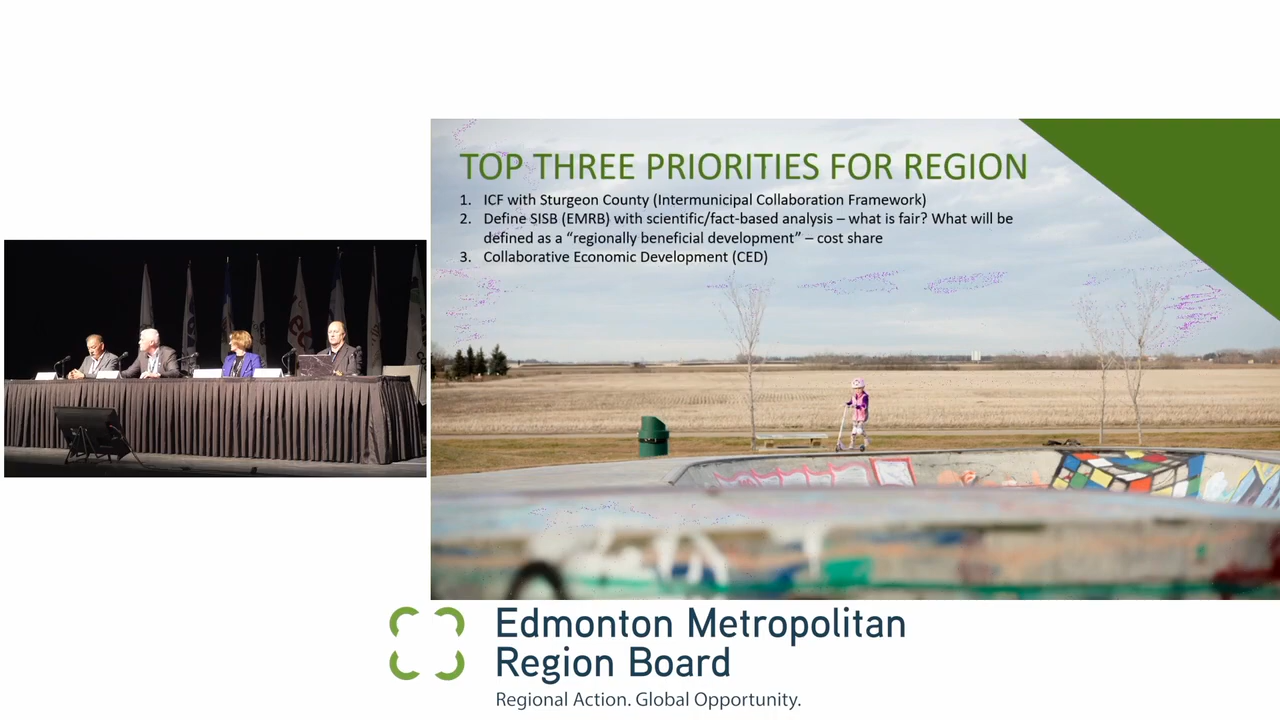 TOP THREE PRIORITIES FOR REGION
1. ICF with Sturgeon County (Intermunicipal Collaboration Framework)
2. Define SISB (EMRB) with scientific/fact-based analysis – what is fair? What will be
defined as a “regionally beneficial development” – cost share
3. Collaborative Economic Development (CED)
Edmonton Metropolitan
Region Board
Regional Action. Global Opportunity.